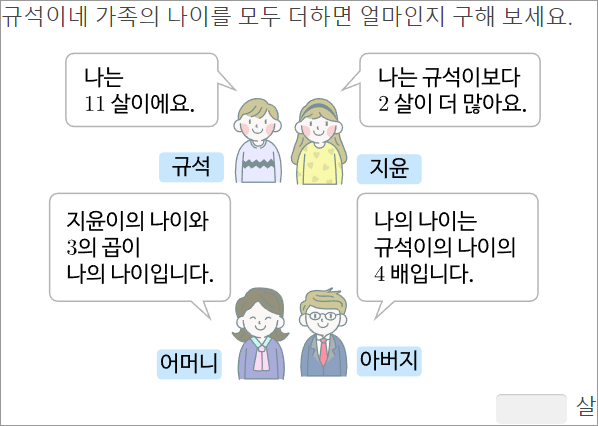 규석이네 가족의 나이를 모두 더하면 얼마인지 구해 보세요.
나는
11 살이에요.
나는 규석이보다
2 살이 더 많아요.
규석
지윤
지윤이의 나이와
3의 곱이
나의 나이입니다.
나의 나이는
규석이의 나이의
4 배입니다.
어머니
아버지
살